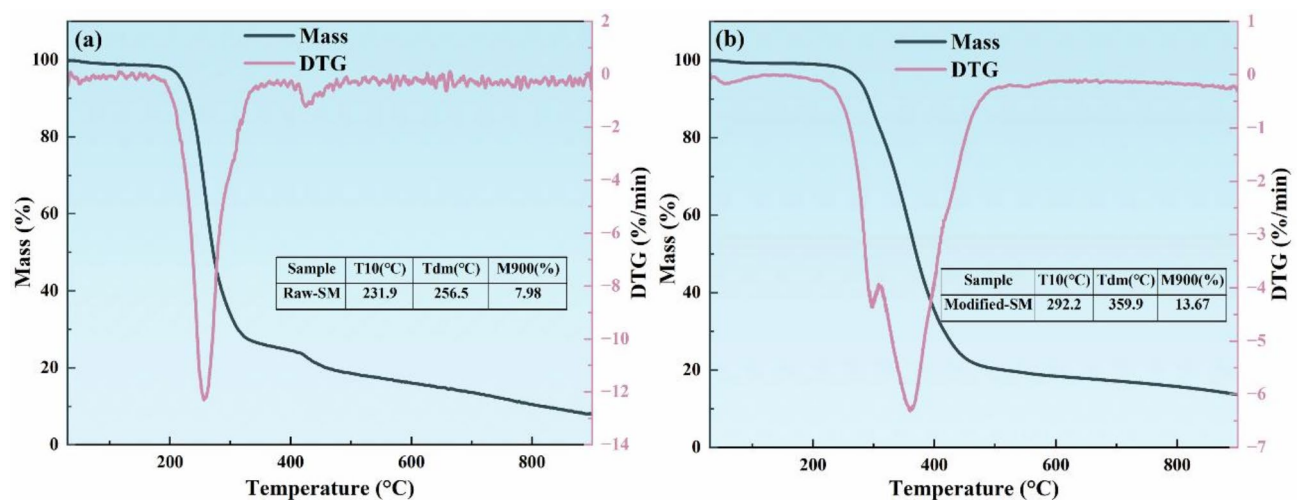 (a)
Mass
DTG
100
80
60
40
20
0
Mass (%)
2
0
−2
−4
−6
−8
−10
−12
−14
DTG (%/min)
Sample T10(°C) Tdm(°C) M900(%)
Raw-SM 231.9 256.5 7.98
200 400 600 800
Temperature (°C)
(b)
Mass
DTG
100
80
60
40
20
0
Mass (%)
1
0
−1
−2
−3
−4
−5
−6
−7
DTG (%/min)
Sample T10(°C) Tdm(°C) M900(%)
Modified-SM 292.2 359.9 13.67
200 400 600 800
Temperature (°C)